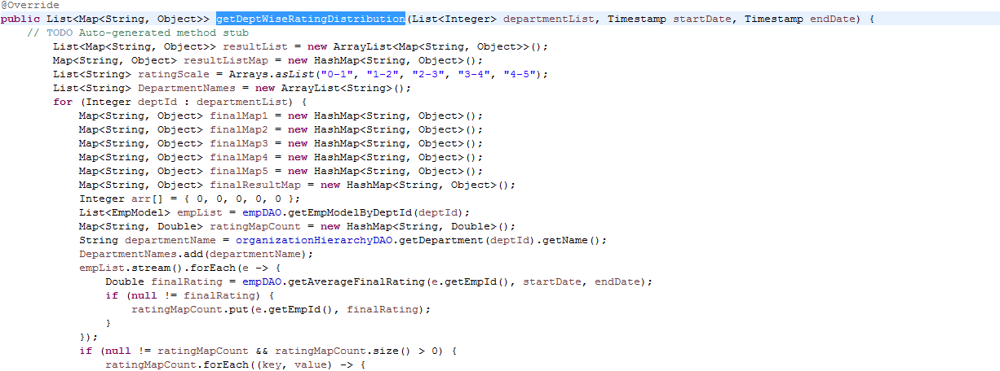 @Override
public List<Map<String, Object>> getDeptWiseRatingDistribution(List<Integer> departmentList, Timestamp startDate, Timestamp endDate) {
// TODO Auto-generated method stub
List<Map<String, Object>> resultList = new ArrayList<Map<String, Object>>();
Map<String, Object> resultListMap = new HashMap<String, Object>();
List<String> ratingScale = Arrays.asList("0-1", "1-2", "2-3", "3-4", "4-5");
List<String> DepartmentNames = new ArrayList<String>();
for (Integer deptId : departmentList) {
Map<String, Object> finalMap1 = new HashMap<String, Object>();
Map<String, Object> finalMap2 = new HashMap<String, Object>();
Map<String, Object> finalMap3 = new HashMap<String, Object>();
Map<String, Object> finalMap4 = new HashMap<String, Object>();
Map<String, Object> finalMap5 = new HashMap<String, Object>();
Map<String, Object> finalResultMap = new HashMap<String, Object>();
Integer arr[] = { 0, 0, 0, 0, 0 };
List<EmpModel> empList = empDAO.getEmpModelByDeptId(deptId);
Map<String, Double> ratingMapCount = new HashMap<String, Double>();
String departmentName = organizationHierarchyDAO.getDepartment(deptId).getName();
DepartmentNames.add(departmentName);
empList.stream().forEach(e -> {
Double finalRating = empDAO.getAverageFinalRating(e.getEmpId(), startDate, endDate);
if (null != finalRating) {
ratingMapCount.put(e.getEmpId(), finalRating);
}
});
if (null != ratingMapCount && ratingMapCount.size() > 0) {
ratingMapCount.forEach((key, value) -> {